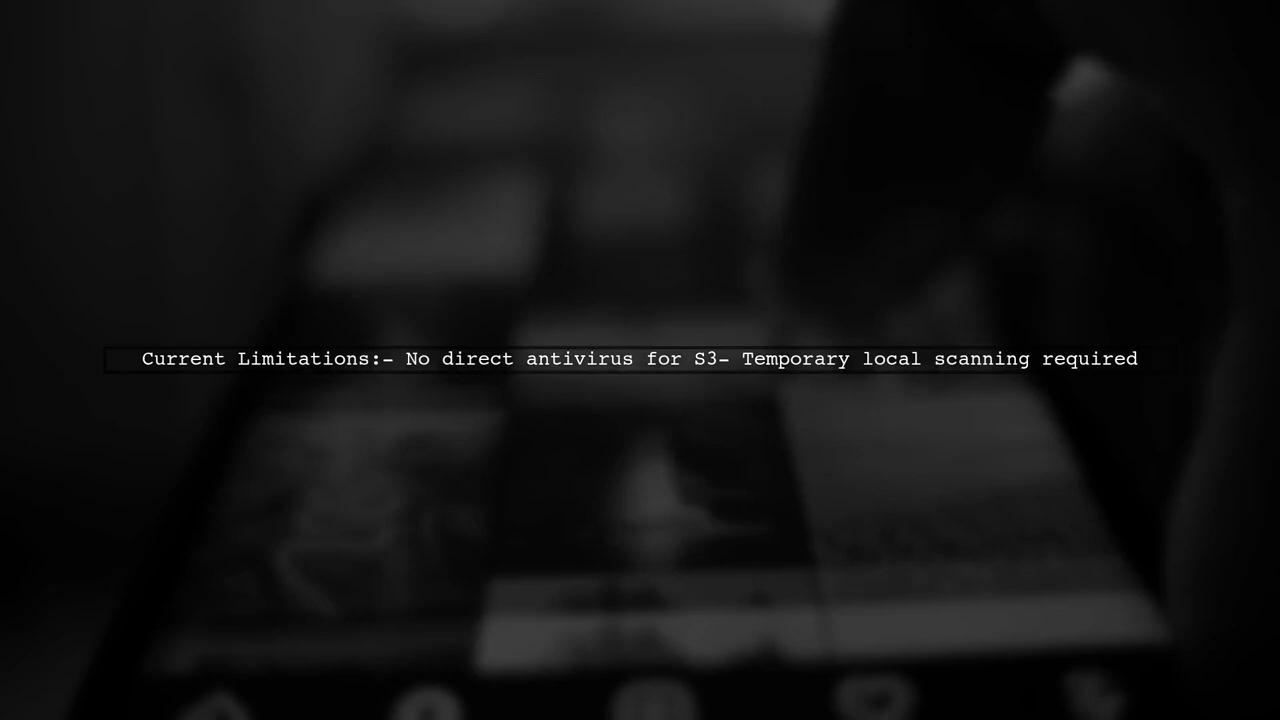 Current Limitations:- No direct antivirus for S3- Temporary local scanning required